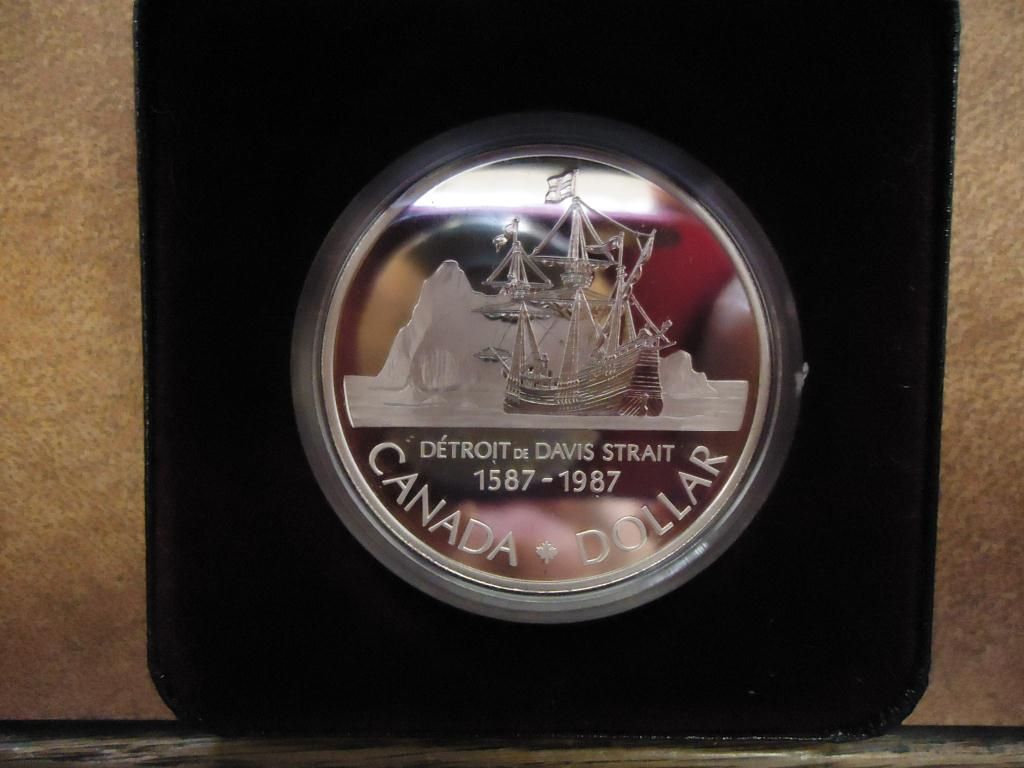 DÉTROIT DE DAVIS STRAIT
1587-1987
CANADA DOLLAR